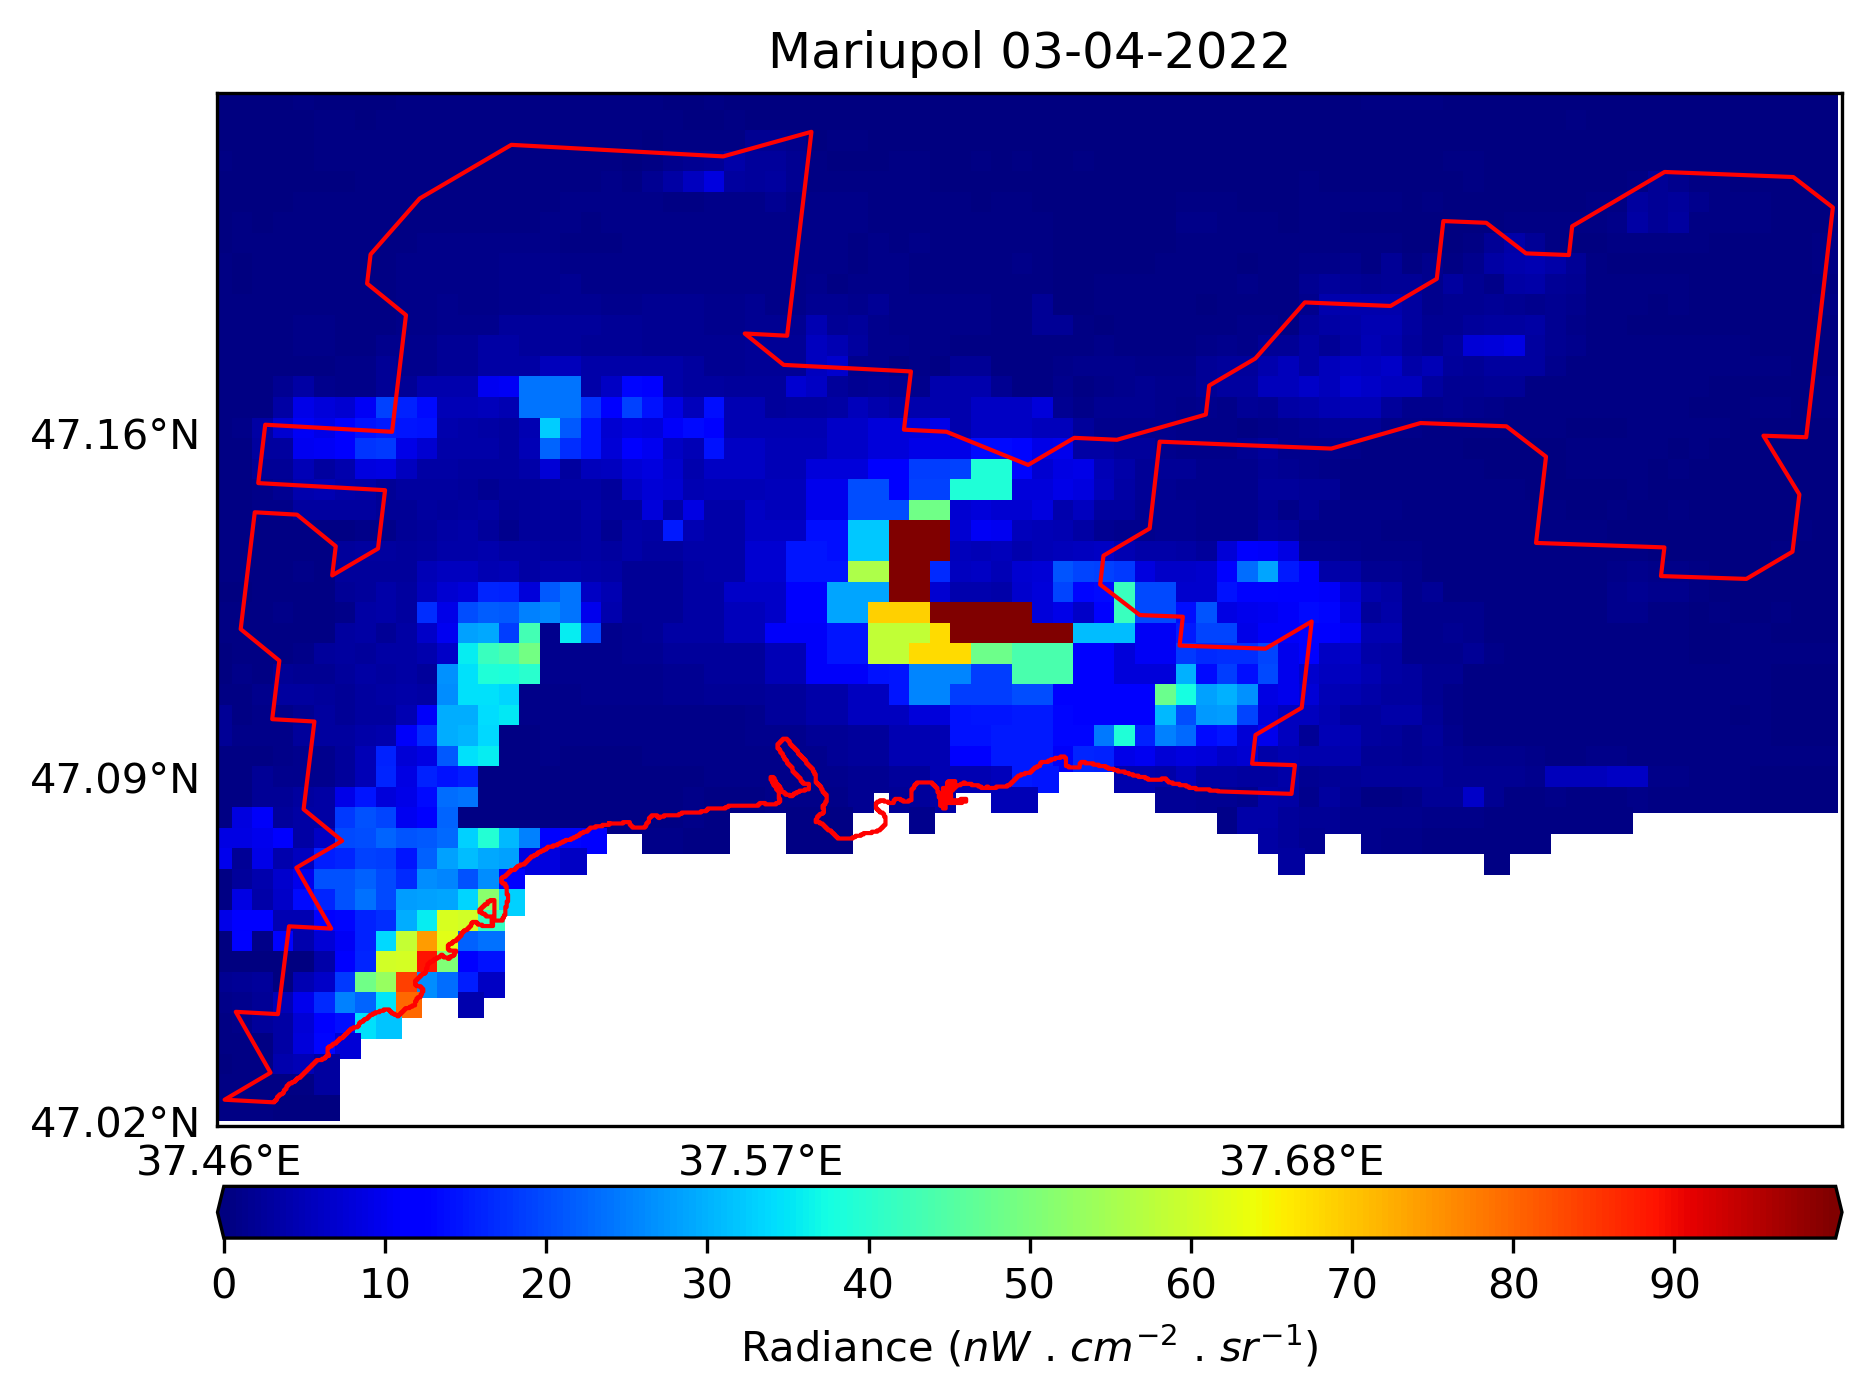 Mariupol 03-04-2022
47.16°N
47.09°N
47.02°N
37.46°E 37.57°E 37.68°E
0 10 20 30 40 50 60 70 80 90
Radiance (nW . cm⁻² . sr⁻¹)